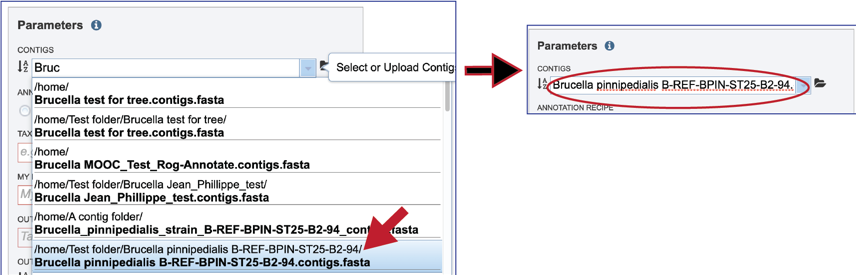 Parameters
CONTIGS
Bruc
Select or Upload Contigs
/home/
Brucella test for tree.contigs.fasta
/home/Test folder/Brucella test for tree/
Brucella test for tree.contigs.fasta
/home/
Brucella MOOC_Test_Rog-Annotate.contigs.fasta
/home/Test folder/Brucella Jean_Phillippe_test/
Brucella Jean_Phillippe_test.contigs.fasta
/home/A contig folder/
Brucella_pinnipedialis_strain_B-REF-BPIN-ST25-B2-94_contigs.fasta
/home/Test folder/Brucella pinnipedialis B-REF-BPIN-ST25-B2-94/
Brucella pinnipedialis B-REF-BPIN-ST25-B2-94.contigs.fasta
ANN
TAX
e.g
MY
OUT
Ta
OUT
Parameters
CONTIGS
Brucella pinnipedialis B-REF-BPIN-ST25-B2-94.
ANNOTATION RECIPE